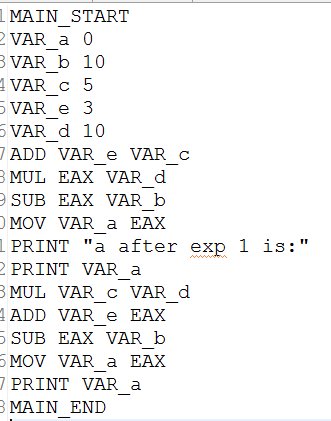 1 MAIN_START
2 VAR_a 0
3 VAR_b 10
4 VAR_c 5
5 VAR_e 3
6 VAR_d 10
7 ADD VAR_e VAR_c
8 MUL EAX VAR_d
9 SUB EAX VAR_b
0 MOV VAR_a EAX
1 PRINT "a after exp 1 is:"
2 PRINT VAR_a
3 MUL VAR_c VAR_d
4 ADD VAR_e EAX
5 SUB EAX VAR_b
6 MOV VAR_a EAX
7 PRINT VAR_a
8 MAIN_END